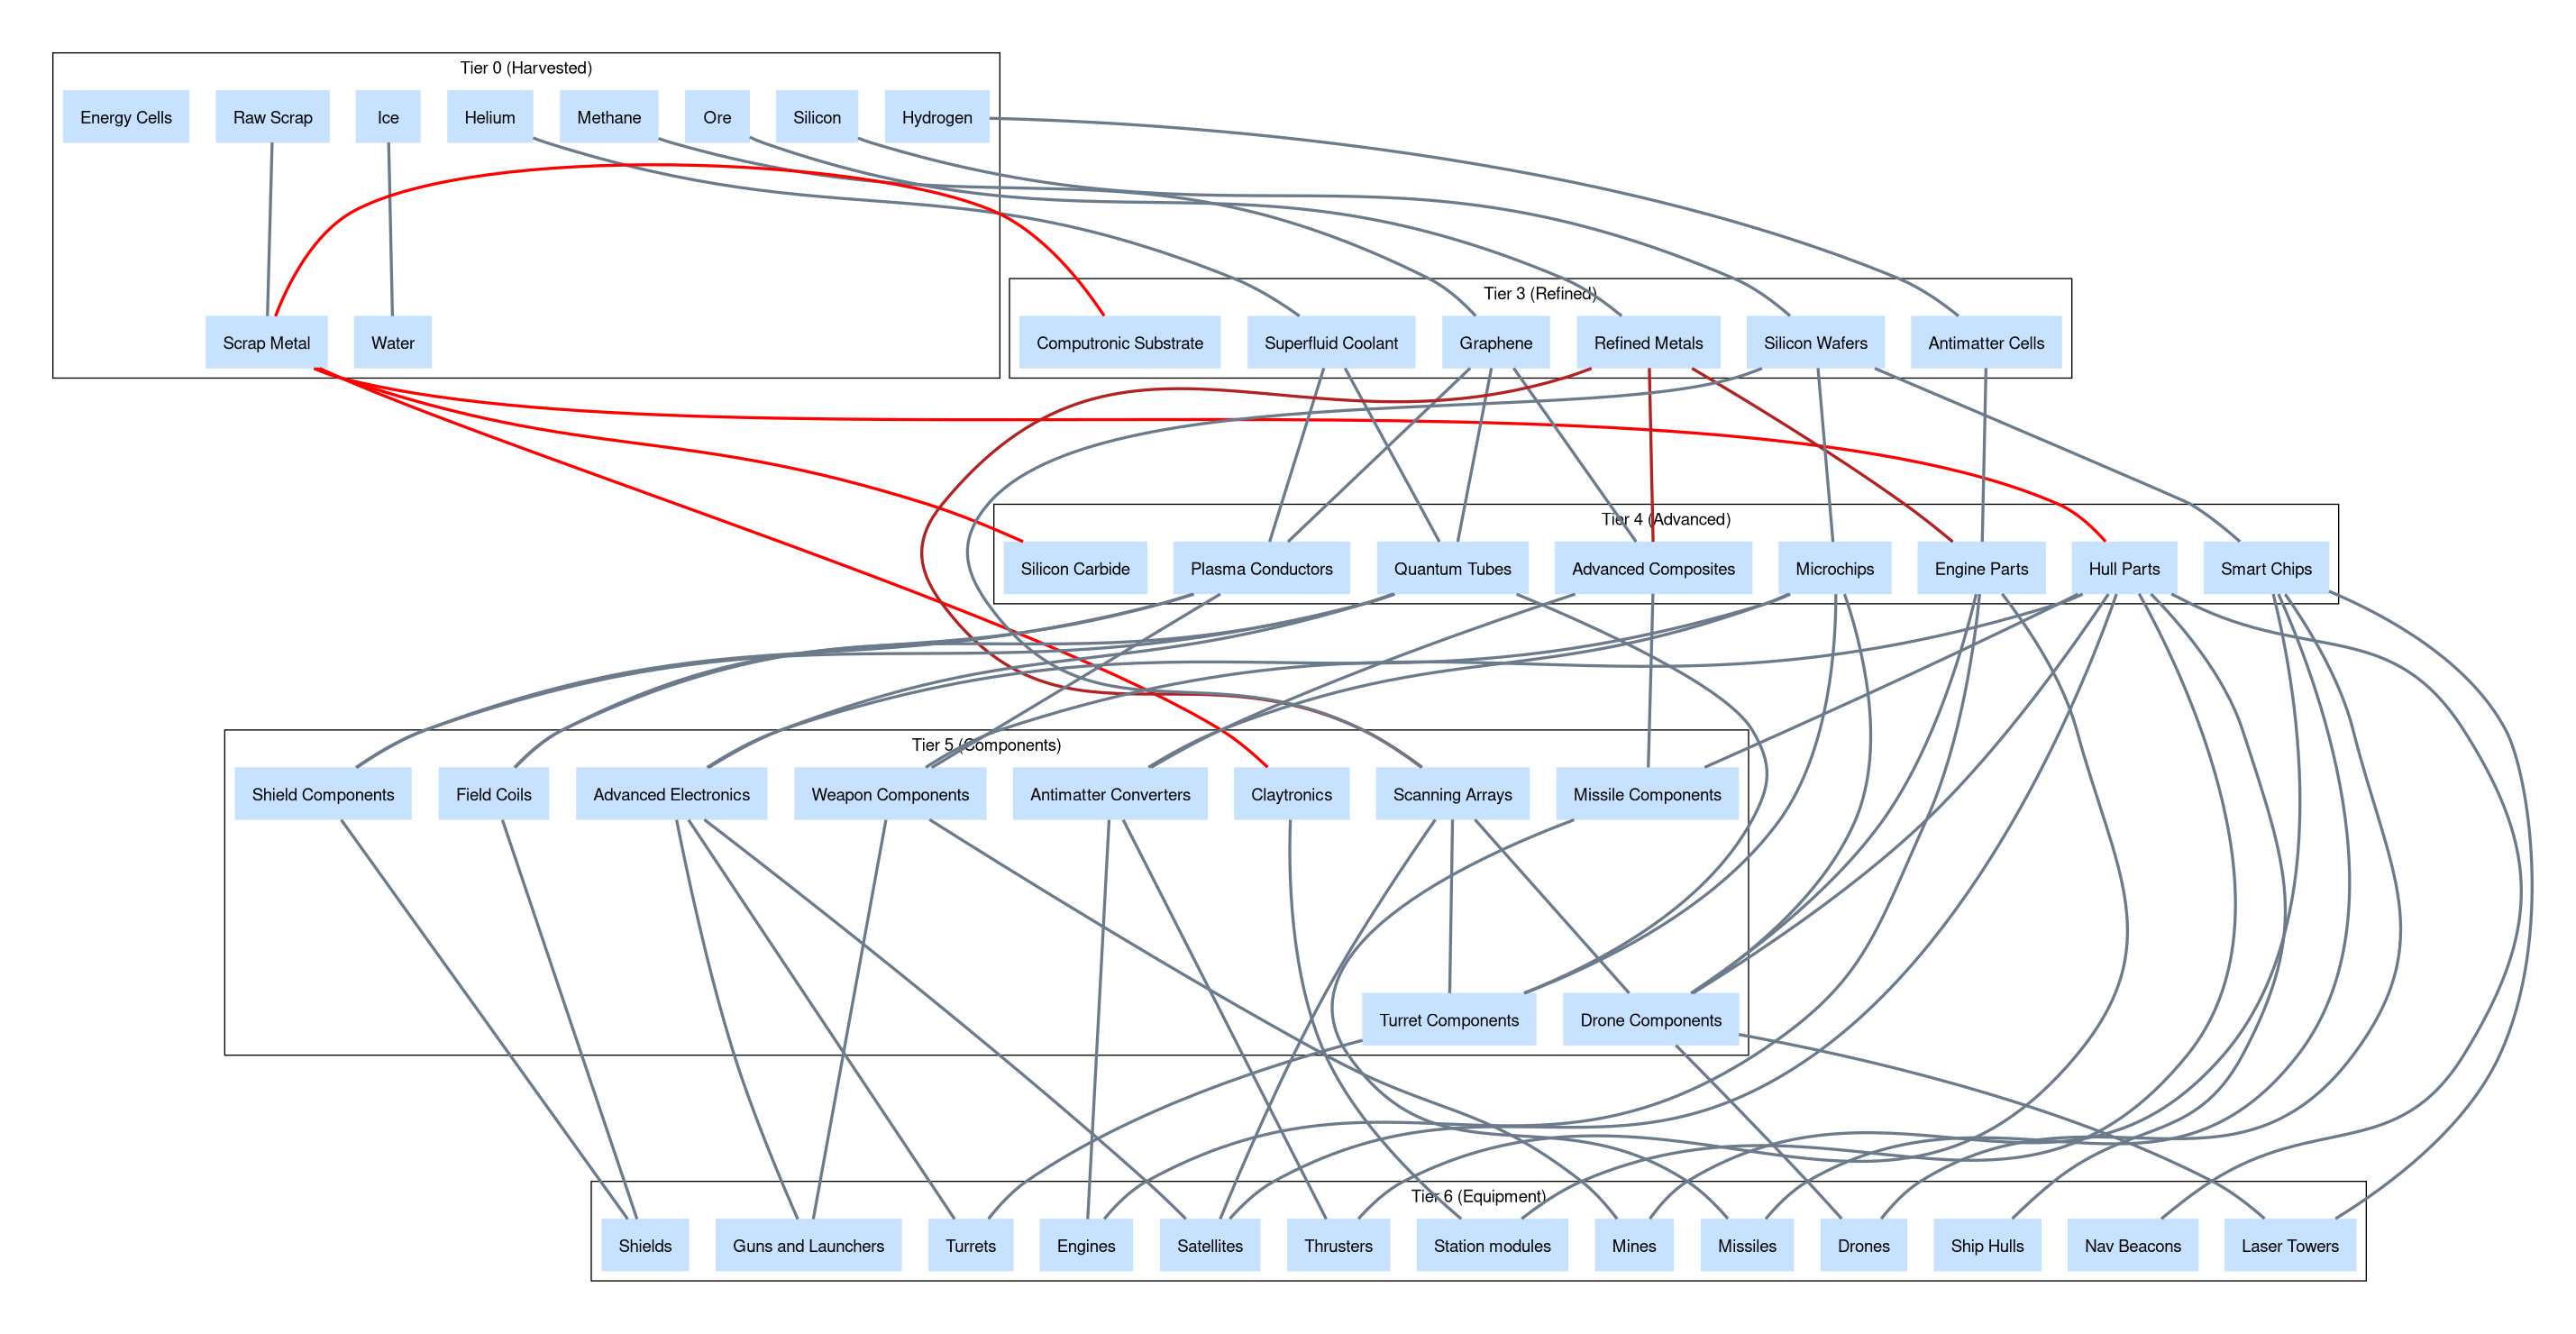 Tier 0 (Harvested)
Energy Cells
Raw Scrap
Ice
Helium
Methane
Ore
Silicon
Hydrogen
Scrap Metal
Water
Tier 3 (Refined)
Computronic Substrate
Superfluid Coolant
Graphene
Refined Metals
Silicon Wafers
Antimatter Cells
Tier 4 (Advanced)
Silicon Carbide
Plasma Conductors
Quantum Tubes
Advanced Composites
Microchips
Engine Parts
Hull Parts
Smart Chips
Tier 5 (Components)
Shield Components
Field Coils
Advanced Electronics
Weapon Components
Antimatter Converters
Claytronics
Scanning Arrays
Missile Components
Turret Components
Drone Components
Tier 6 (Equipment)
Shields
Guns and Launchers
Turrets
Engines
Satellites
Thrusters
Station modules
Mines
Missiles
Drones
Ship Hulls
Nav Beacons
Laser Towers